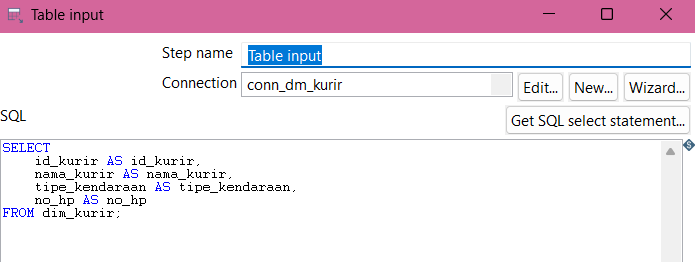 Table input
Step name Table input
Connection conn_dm_kurir Edit... New... Wizard...
SQL Get SQL select statement...
SELECT
    id_kurir AS id_kurir,
    nama_kurir AS nama_kurir,
    tipe_kendaraan AS tipe_kendaraan,
    no_hp AS no_hp
FROM dim_kurir;